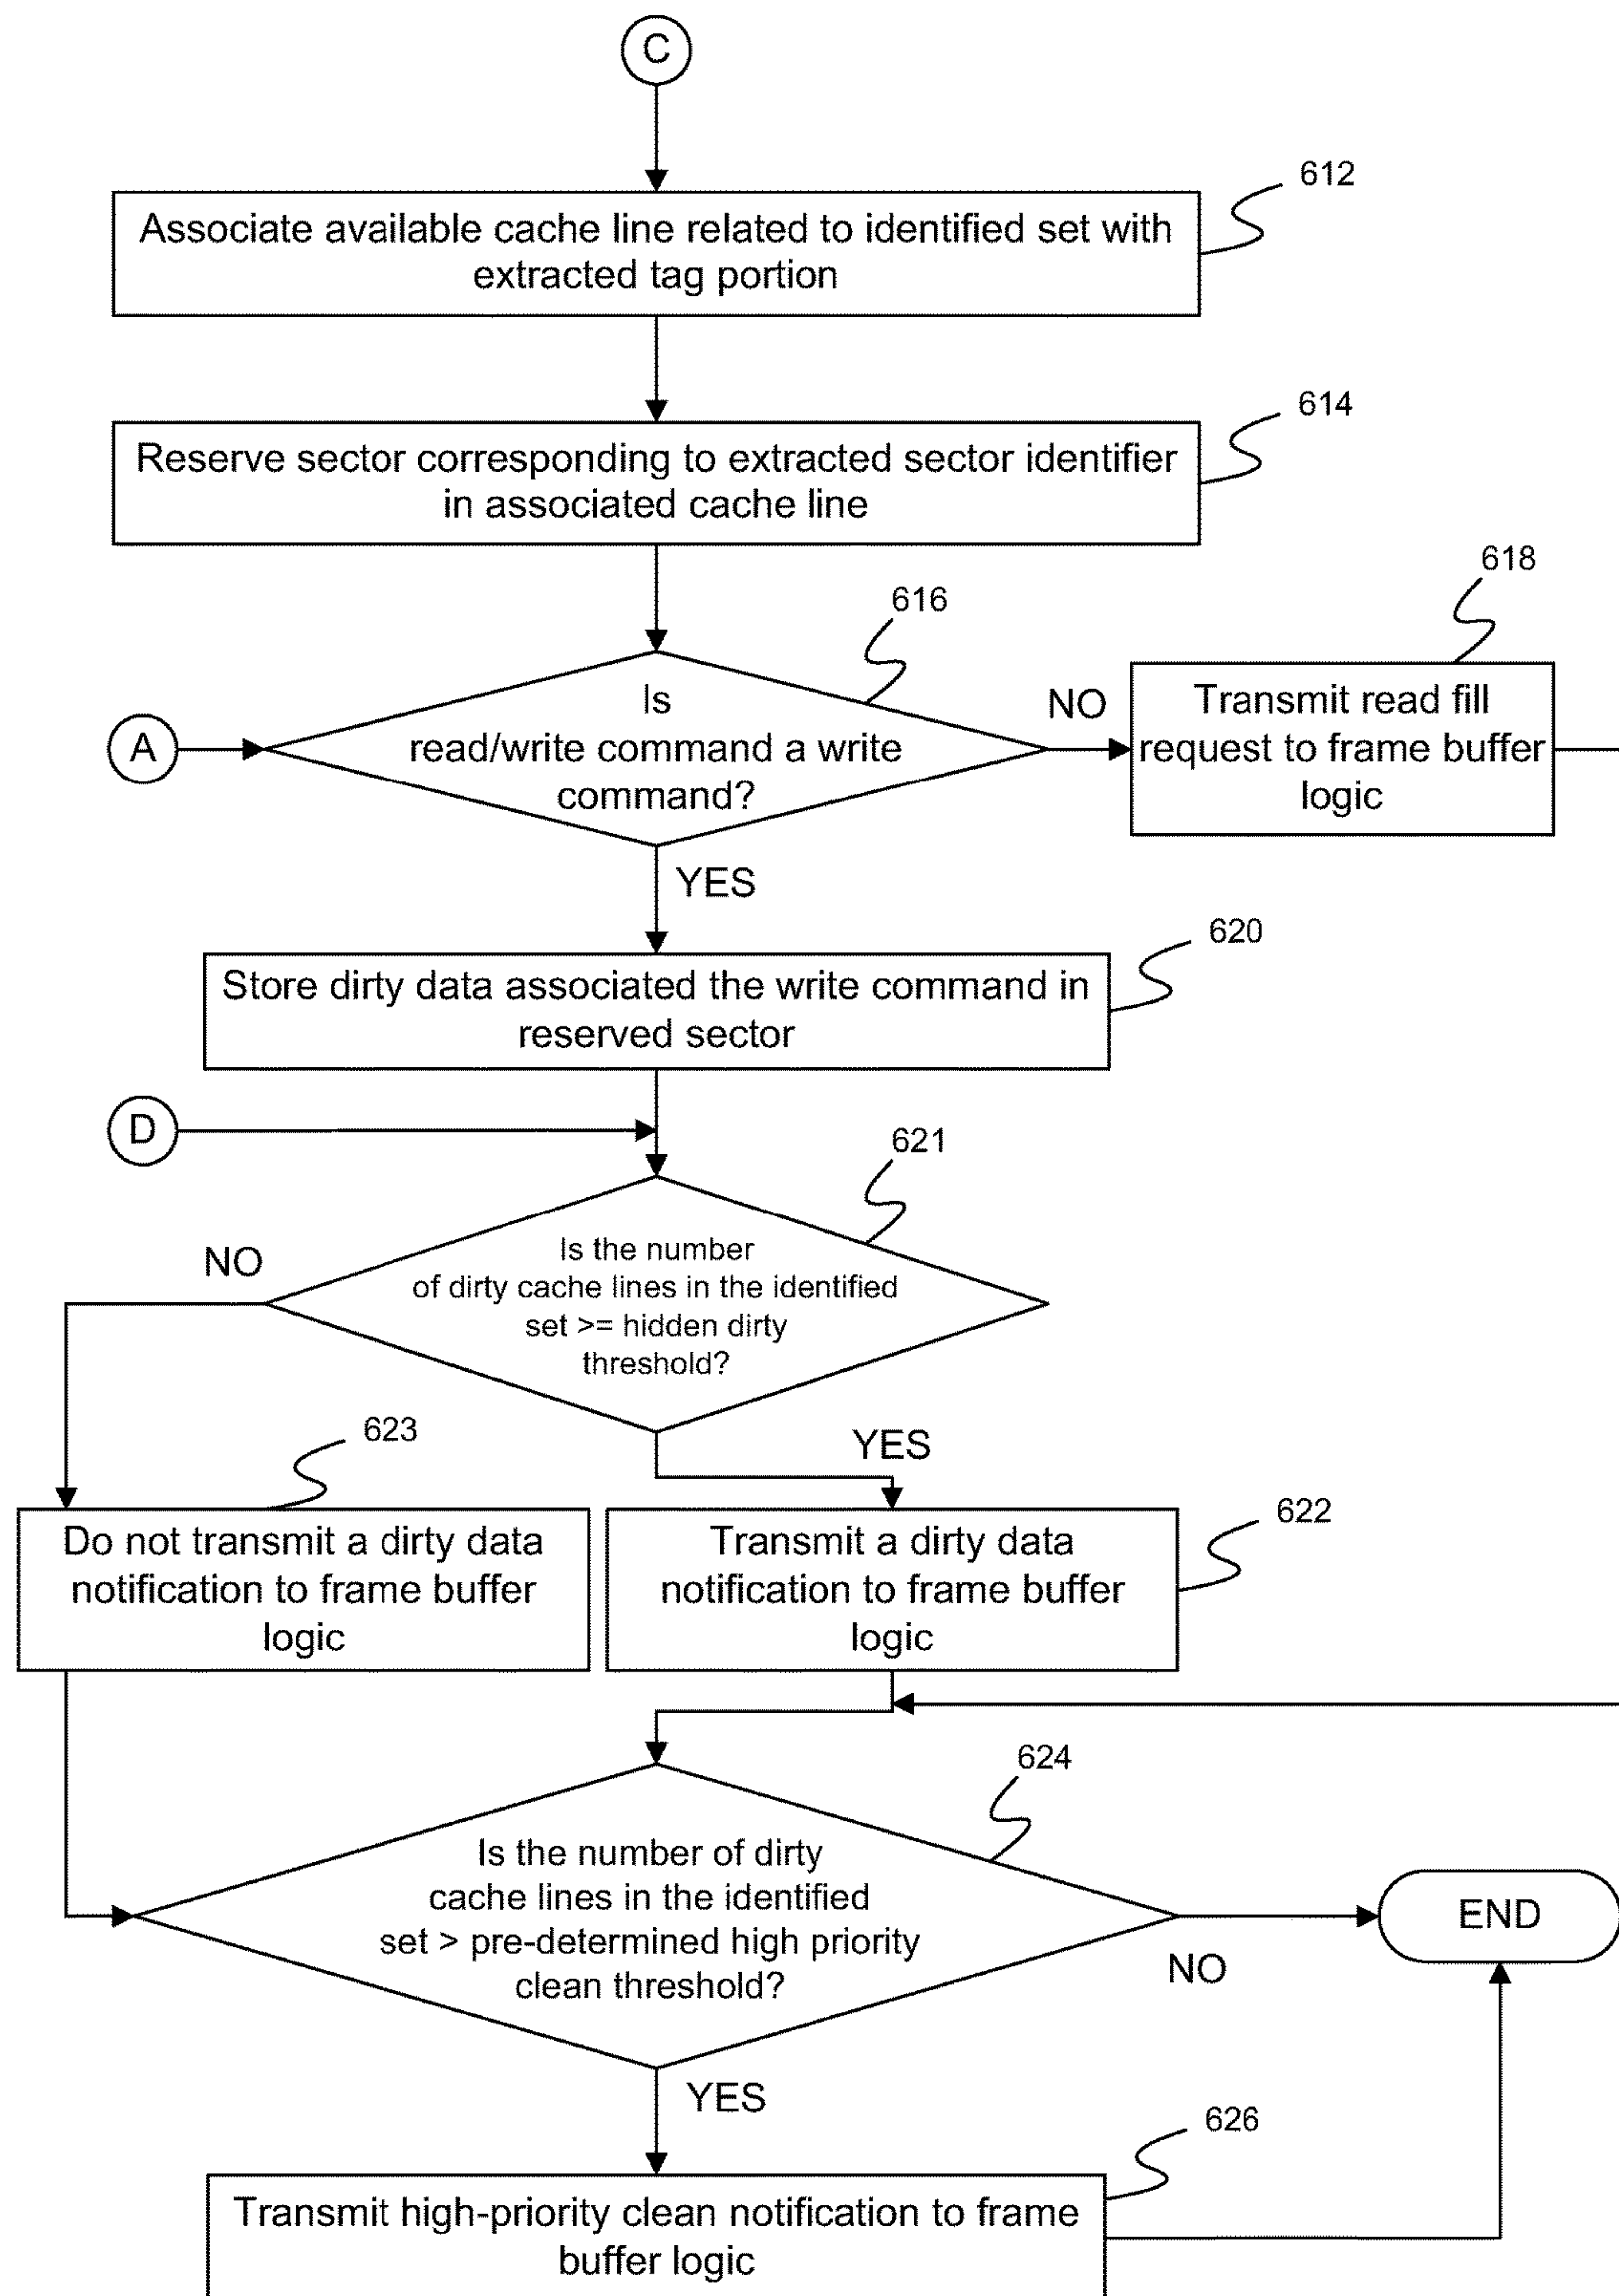 C
612
Associate available cache line related to identified set with
extracted tag portion
614
Reserve sector corresponding to extracted sector identifier
in associated cache line
616
618
A
Is
read/write command a write
command?
NO
Transmit read fill
request to frame buffer
logic
YES
620
Store dirty data associated the write command in
reserved sector
D
621
NO
Is the number
of dirty cache lines in the identified
set >= hidden dirty
threshold?
YES
623
Do not transmit a dirty data
notification to frame buffer
logic
622
Transmit a dirty data
notification to frame buffer
logic
624
Is the number of dirty
cache lines in the identified
set > pre-determined high priority
clean threshold?
NO
END
YES
626
Transmit high-priority clean notification to frame
buffer logic